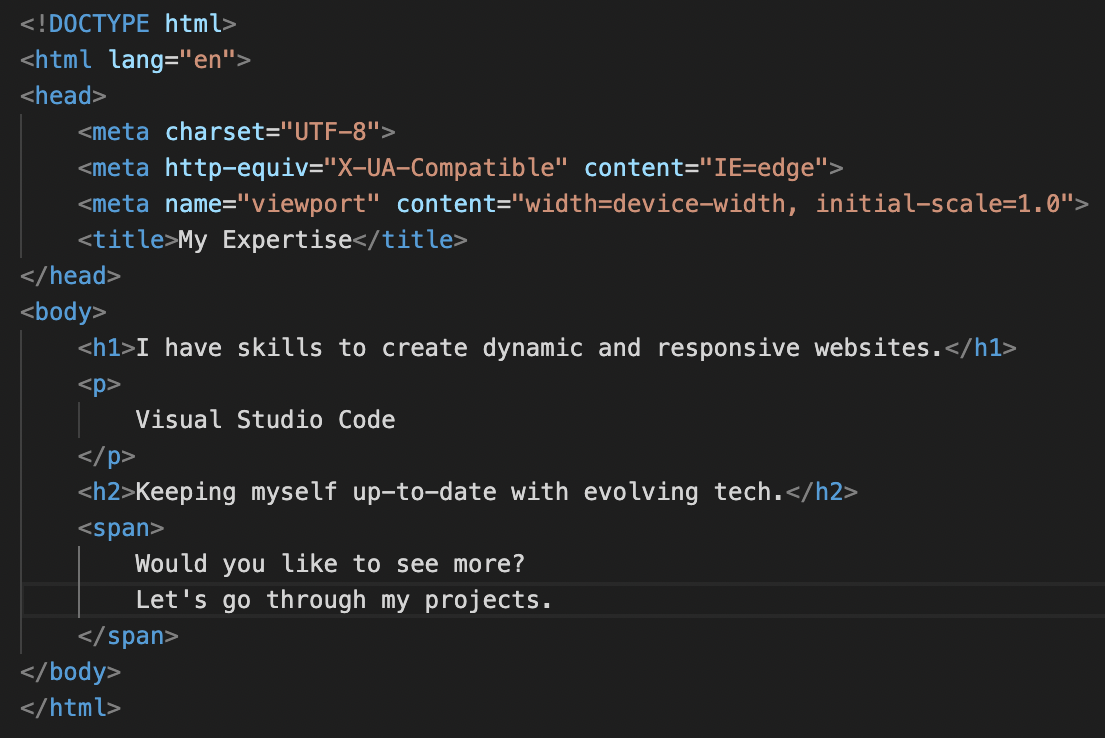 <!DOCTYPE html>
<html lang="en">
<head>
    <meta charset="UTF-8">
    <meta http-equiv="X-UA-Compatible" content="IE=edge">
    <meta name="viewport" content="width=device-width, initial-scale=1.0">
    <title>My Expertise</title>
</head>
<body>
    <h1>I have skills to create dynamic and responsive websites.</h1>
    <p>
        Visual Studio Code
    </p>
    <h2>Keeping myself up-to-date with evolving tech.</h2>
    <span>
        Would you like to see more?
        Let's go through my projects.
    </span>
</body>
</html>